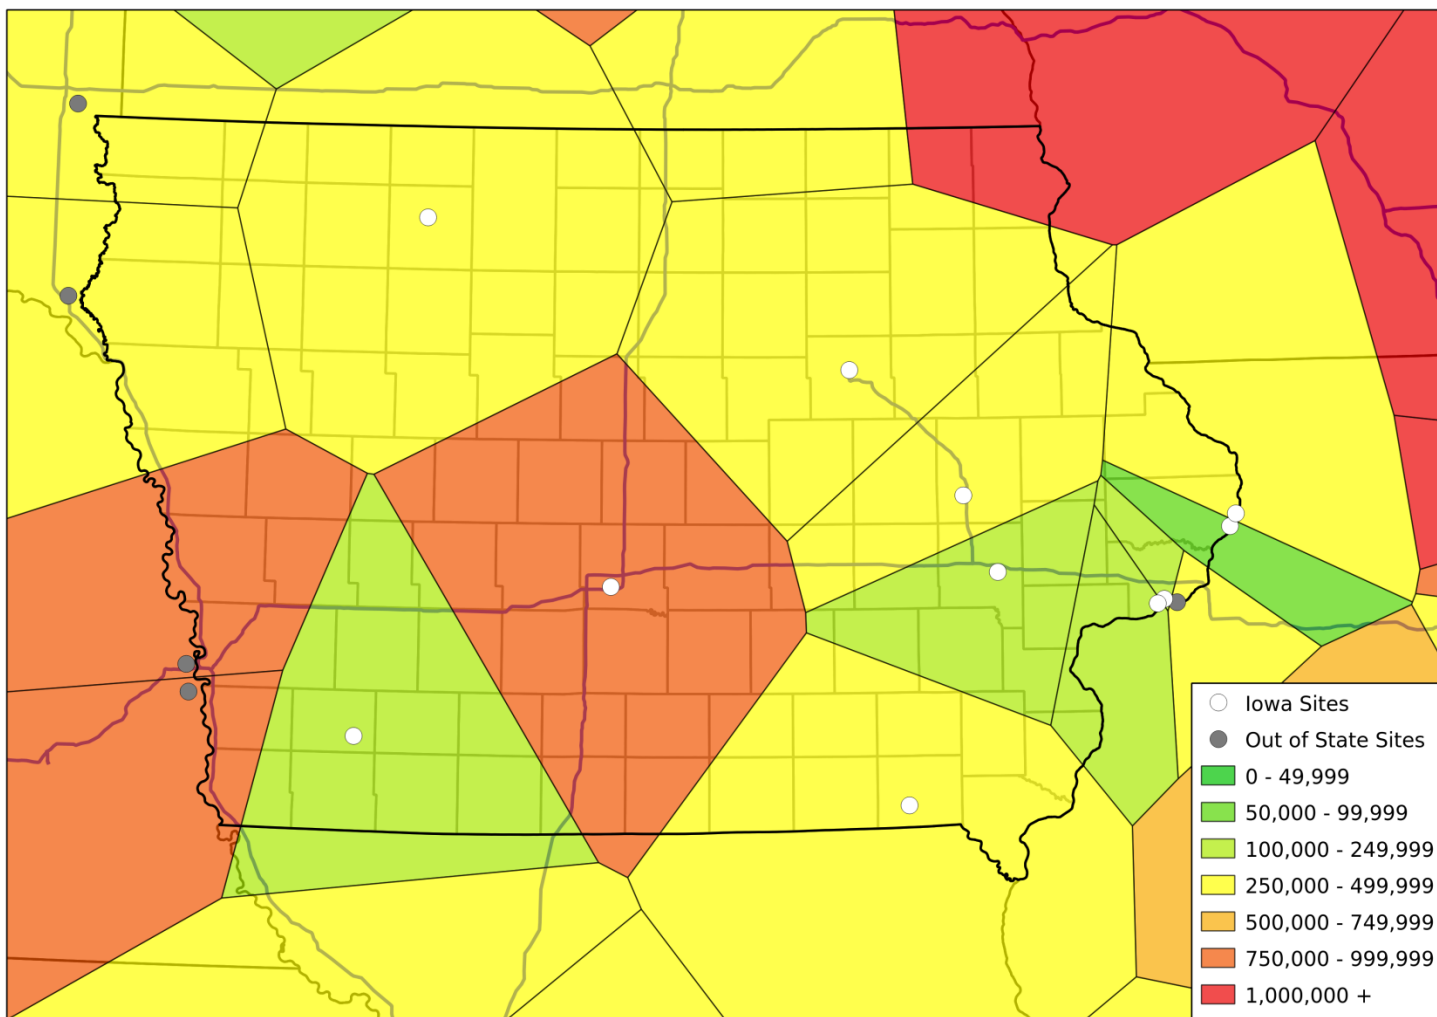 Iowa Sites
Out of State Sites
0 - 49,999
50,000 - 99,999
100,000 - 249,999
250,000 - 499,999
500,000 - 749,999
750,000 - 999,999
1,000,000 +